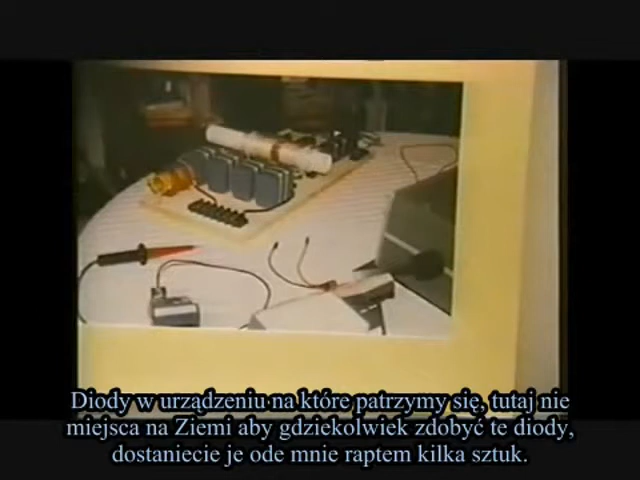 Diody w urządzeniu na które patrzymy się, tutaj nie
miejsca na Ziemi aby gdziekolwiek zdobyć te diody,
dostaniecie je ode mnie raptem kilka sztuk.